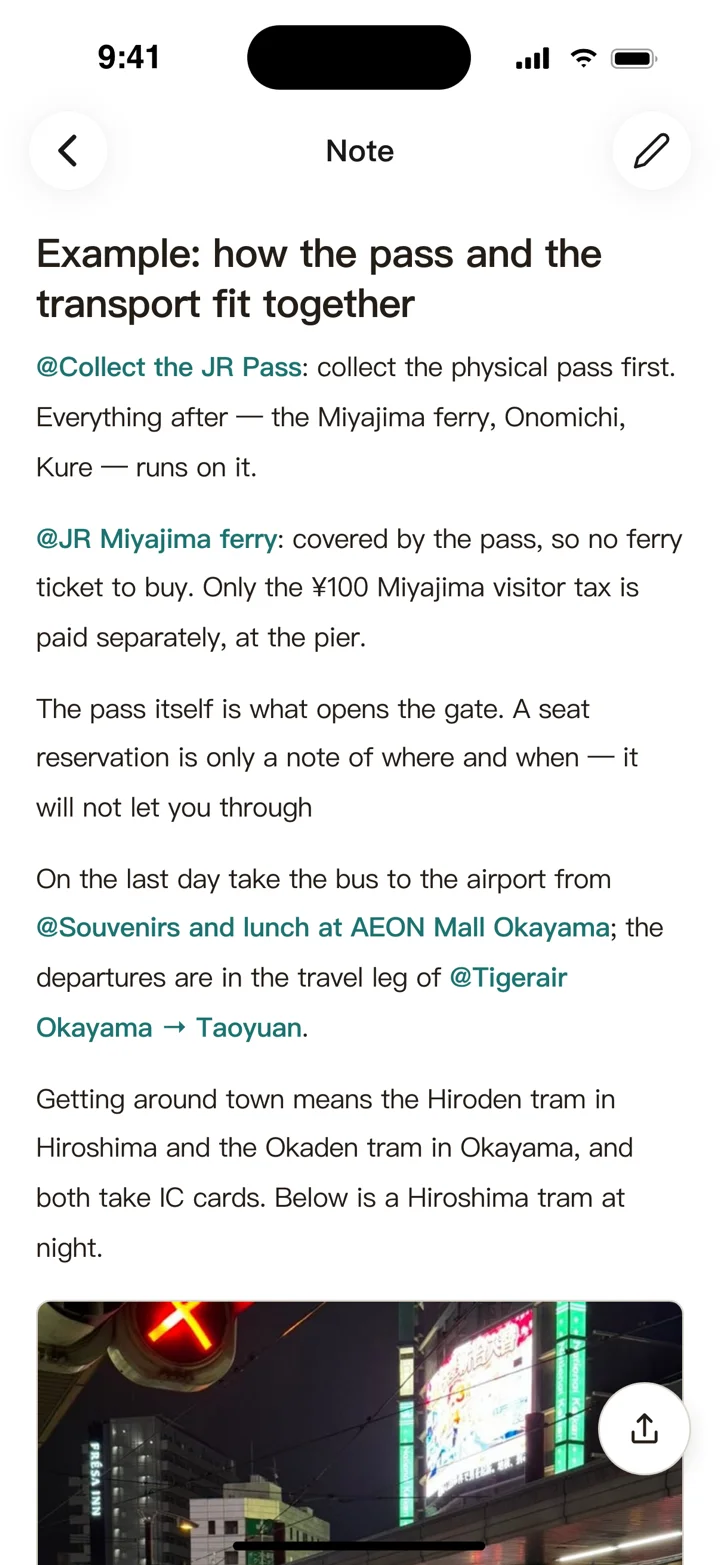 9:41
Note
Example: how the pass and the
transport fit together
@Collect the JR Pass: collect the physical pass first.
Everything after — the Miyajima ferry, Onomichi,
Kure — runs on it.
@JR Miyajima ferry: covered by the pass, so no ferry
ticket to buy. Only the ¥100 Miyajima visitor tax is
paid separately, at the pier.
The pass itself is what opens the gate. A seat
reservation is only a note of where and when — it
will not let you through
On the last day take the bus to the airport from
@Souvenirs and lunch at AEON Mall Okayama; the
departures are in the travel leg of @Tigerair
Okayama → Taoyuan.
Getting around town means the Hiroden tram in
Hiroshima and the Okaden tram in Okayama, and
both take IC cards. Below is a Hiroshima tram at
night.
PRESA INN